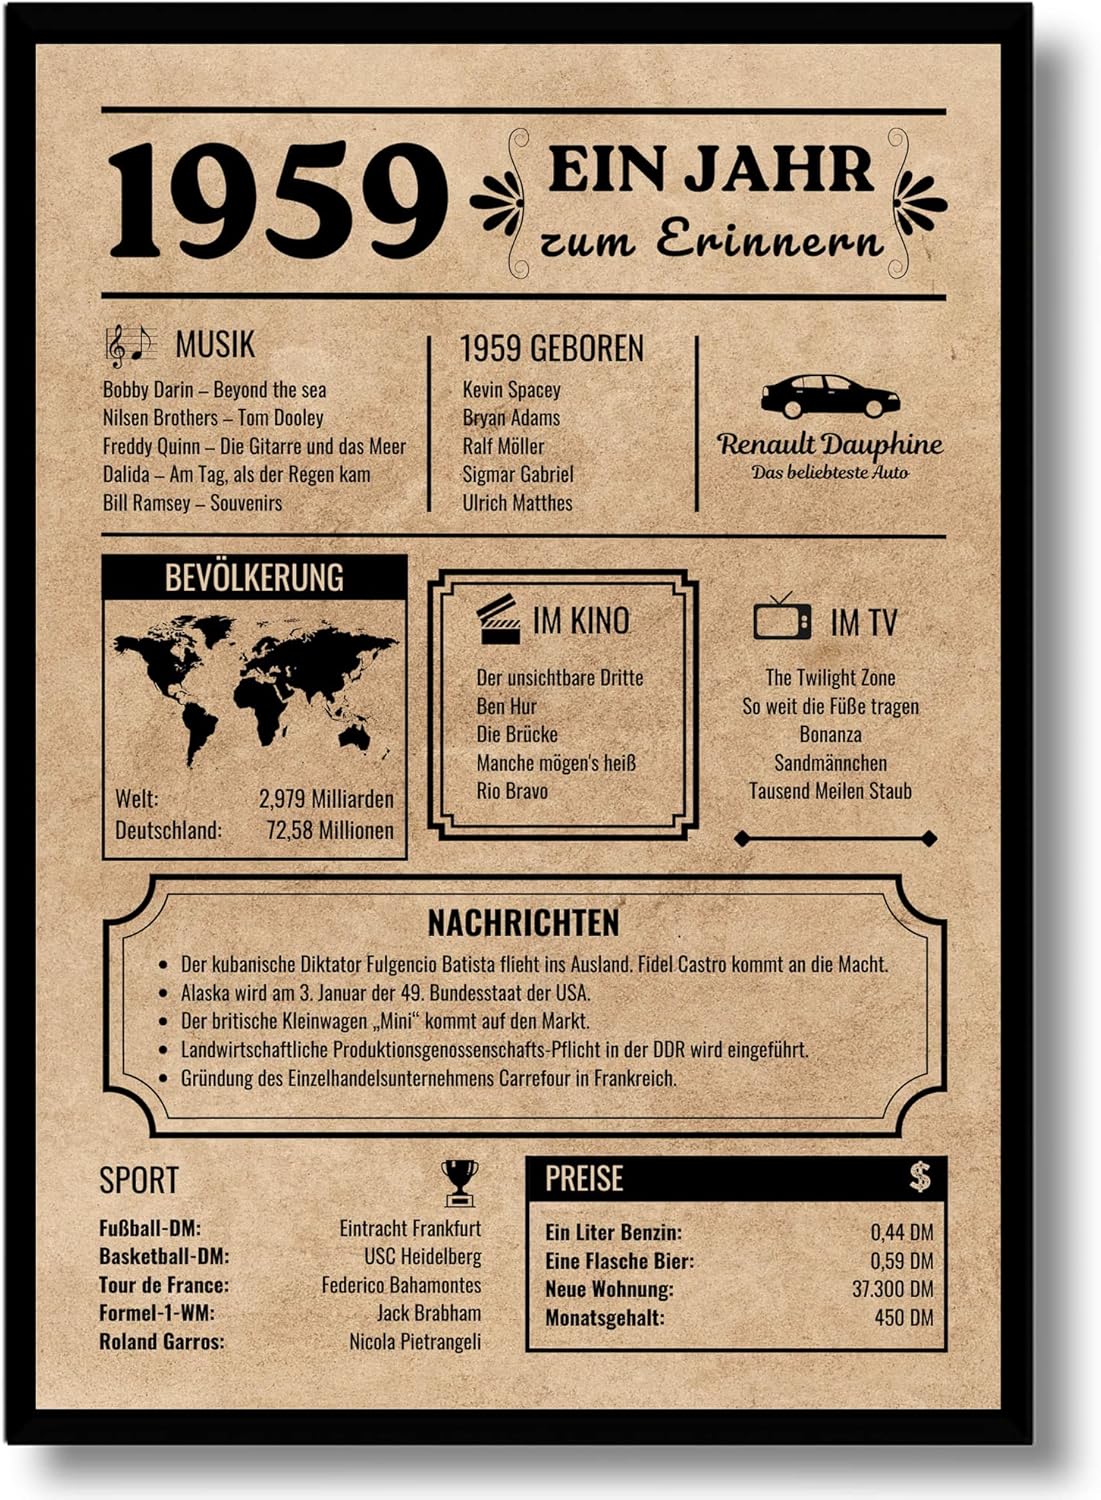 1959
EIN JAHR
zum Erinnern
MUSIK
Bobby Darin – Beyond the sea
Nilsen Brothers – Tom Dooley
Freddy Quinn – Die Gitarre und das Meer
Dalida – Am Tag, als der Regen kam
Bill Ramsey – Souvenirs
1959 GEBOREN
Kevin Spacey
Bryan Adams
Ralf Möller
Sigmar Gabriel
Ulrich Matthes
Renault Dauphine
Das beliebteste Auto
BEVÖLKERUNG
Welt: 2,979 Milliarden
Deutschland: 72,58 Millionen
IM KINO
Der unsichtbare Dritte
Ben Hur
Die Brücke
Manche mögen's heiß
Rio Bravo
IM TV
The Twilight Zone
So weit die Füße tragen
Bonanza
Sandmännchen
Tausend Meilen Staub
NACHRICHTEN
• Der kubanische Diktator Fulgencio Batista flieht ins Ausland. Fidel Castro kommt an die Macht.
• Alaska wird am 3. Januar der 49. Bundesstaat der USA.
• Der britische Kleinwagen „Mini“ kommt auf den Markt.
• Landwirtschaftliche Produktionsgenossenschafts-Pflicht in der DDR wird eingeführt.
• Gründung des Einzelhandelsunternehmens Carrefour in Frankreich.
SPORT
Fußball-DM: Eintracht Frankfurt
Basketball-DM: USC Heidelberg
Tour de France: Federico Bahamontes
Formel-1-WM: Jack Brabham
Roland Garros: Nicola Pietrangeli
PREISE $
Ein Liter Benzin: 0,44 DM
Eine Flasche Bier: 0,59 DM
Neue Wohnung: 37.300 DM
Monatsgehalt: 450 DM